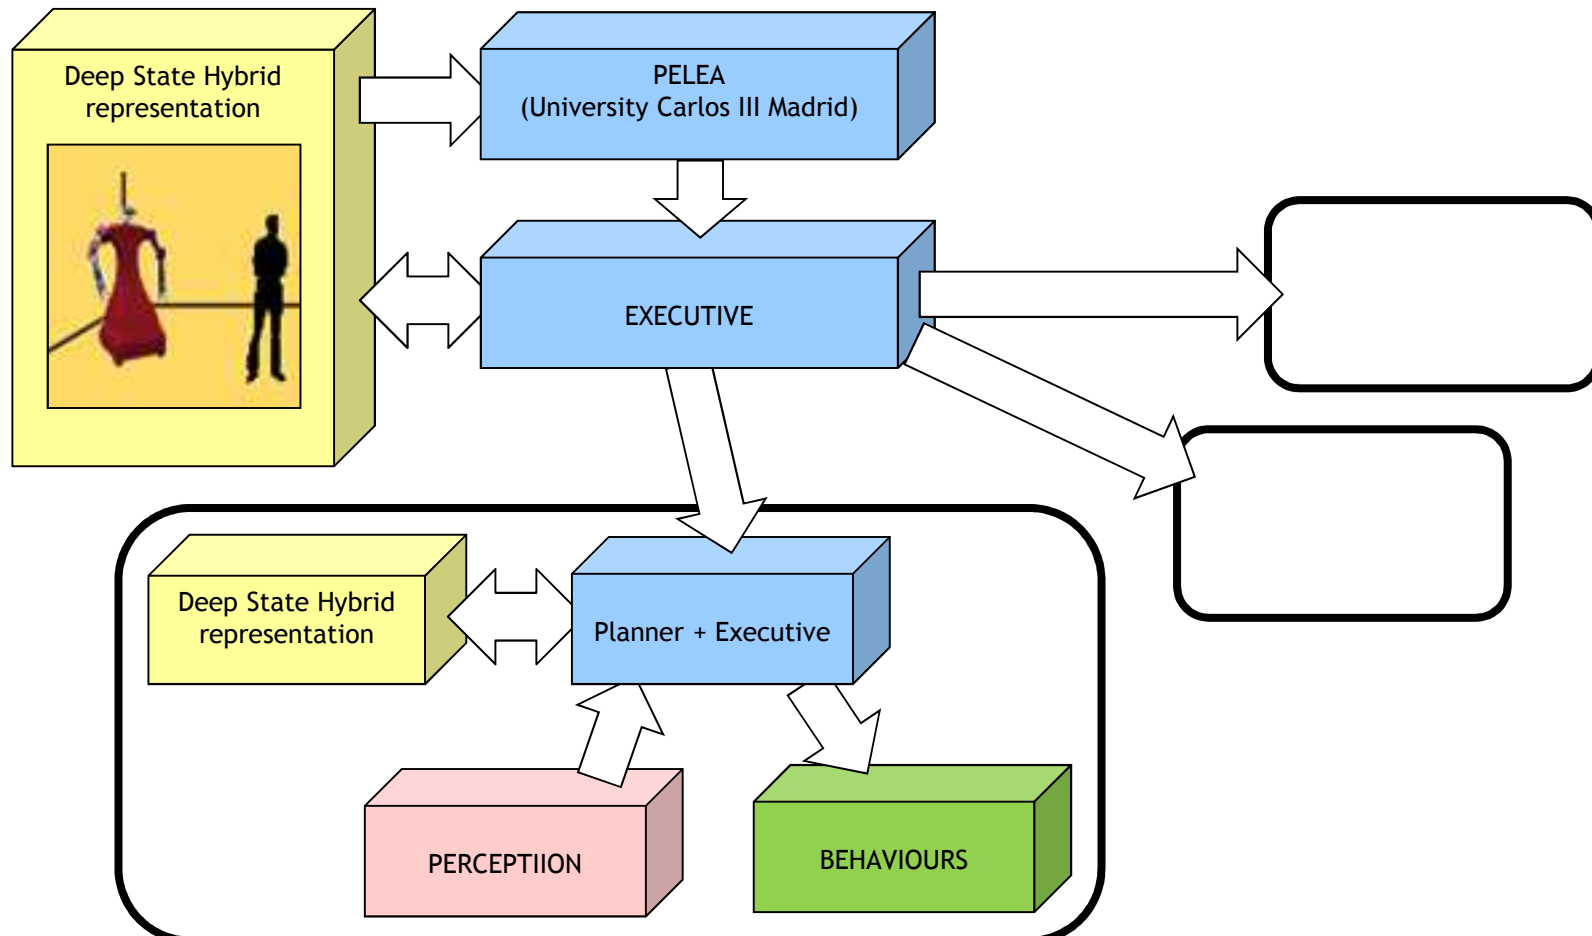 Deep State Hybrid
representation
PELEA
(University Carlos III Madrid)
EXECUTIVE
Deep State Hybrid
representation
Planner + Executive
PERCEPTIION
BEHAVIOURS